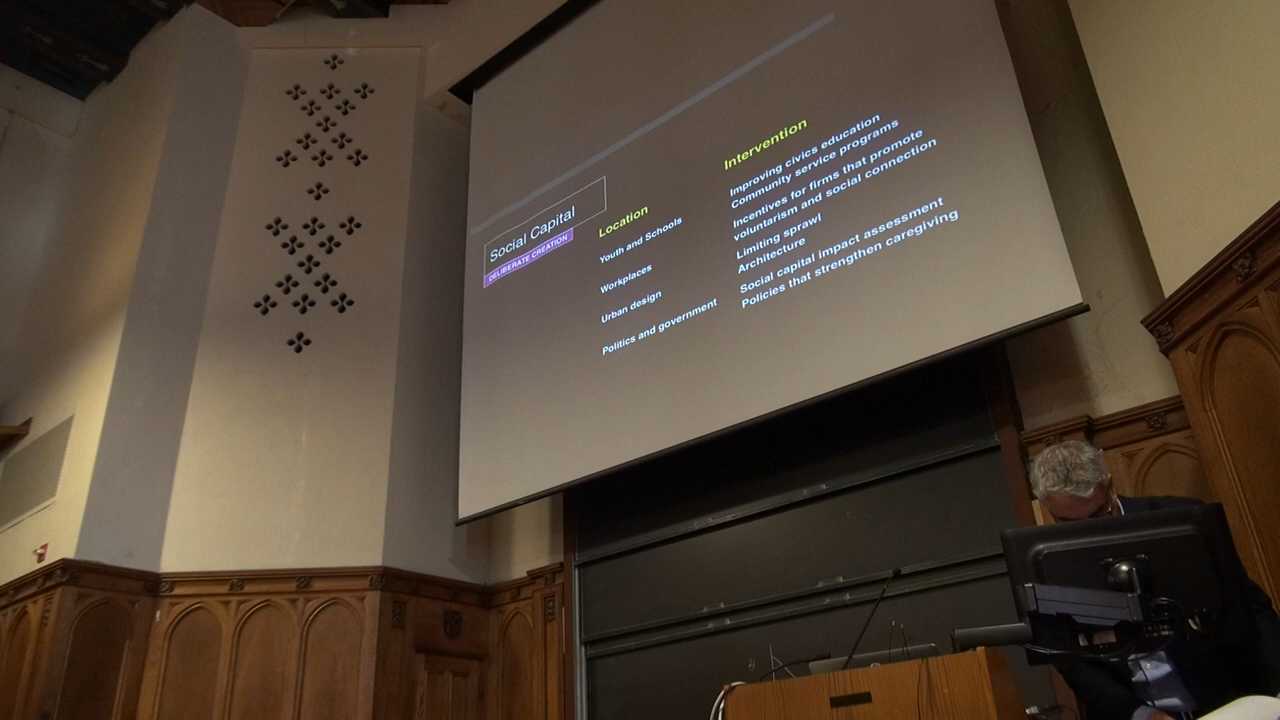 Social Capital
DELIBERATE CREATION
Location
Youth and Schools
Workplaces
Urban design
Politics and government
Intervention
Improving civics education
Community service programs
Incentives for firms that promote
voluntarism and social connection
Limiting sprawl
Architecture
Social capital impact assessment
Policies that strengthen caregiving